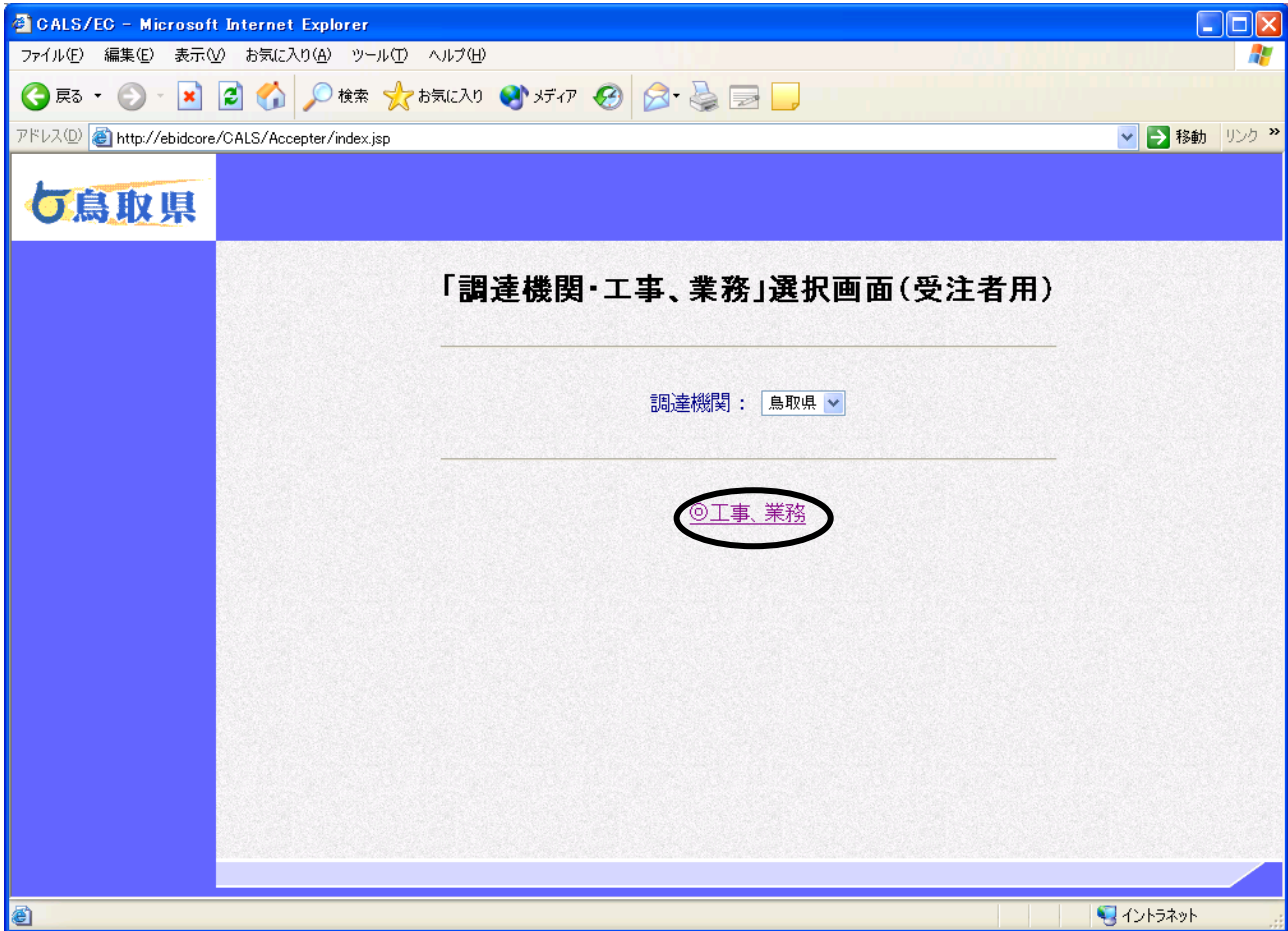 CALS/EC - Microsoft Internet Explorer
ファイル(F) 編集(E) 表示(V) お気に入り(A) ツール(T) ヘルプ(H)
戻る 検索 お気に入り メディア
アドレス(D) http://ebidcore/CALS/Accepter/index.jsp 移動 リンク »
鳥取県
「調達機関・工事、業務」選択画面(受注者用)
調達機関: 鳥取県
◎工事、業務
イントラネット